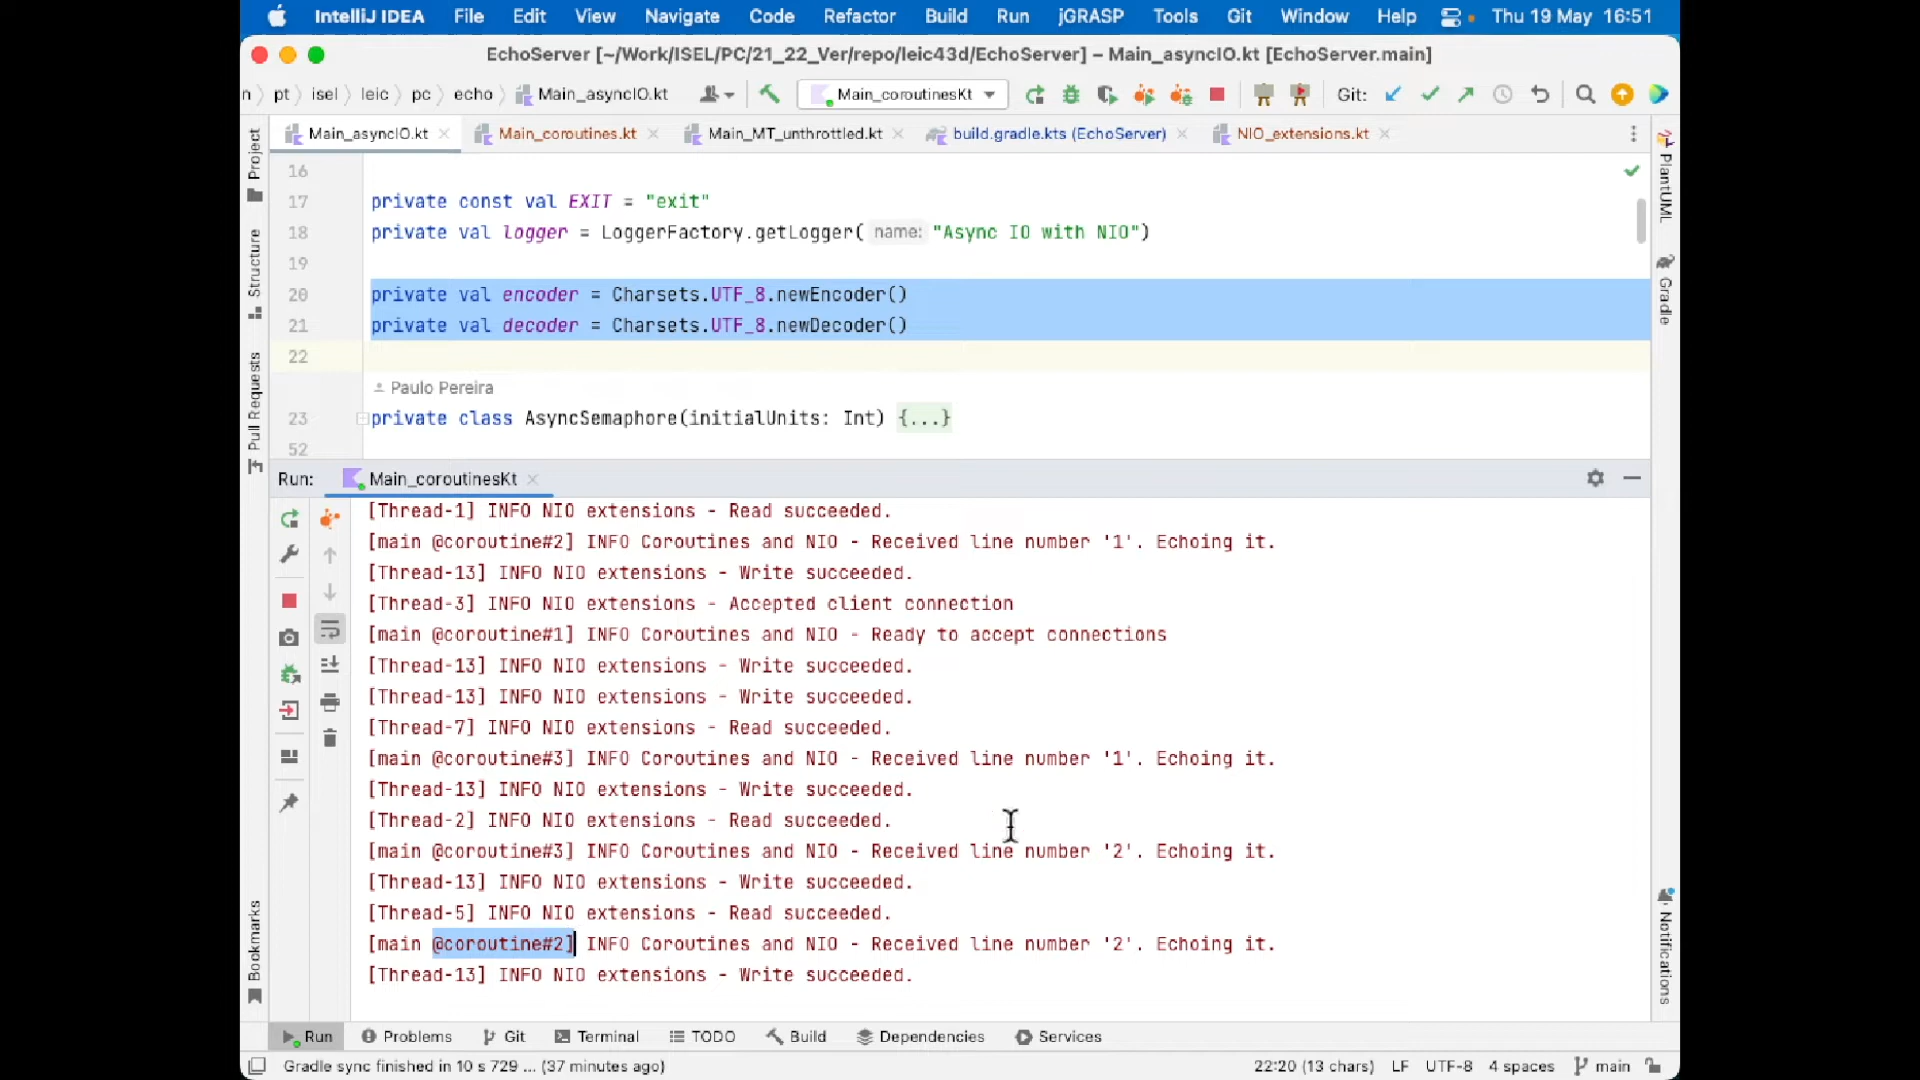 IntelliJ IDEA File Edit View Navigate Code Refactor Build Run jGRASP Tools Git Window Help Thu 19 May 16:51
EchoServer [~/Work/ISEL/PC/21_22_Ver/repo/leic43d/EchoServer] – Main_asyncIO.kt [EchoServer.main]
n pt isel leic pc echo Main_asyncIO.kt Main_coroutinesKt Git:
Main_asyncIO.kt Main_coroutines.kt Main_MT_unthrottled.kt build.gradle.kts (EchoServer) NIO_extensions.kt
Project
Structure
Pull Requests
Bookmarks
PlantUML
Gradle
Notifications
16
17 private const val EXIT = "exit"
18 private val logger = LoggerFactory.getLogger( name: "Async IO with NIO")
19
20 private val encoder = Charsets.UTF_8.newEncoder()
21 private val decoder = Charsets.UTF_8.newDecoder()
22
Paulo Pereira
23 private class AsyncSemaphore(initialUnits: Int) {...}
52
Run: Main_coroutinesKt
[Thread-1] INFO NIO extensions - Read succeeded.
[main @coroutine#2] INFO Coroutines and NIO - Received line number '1'. Echoing it.
[Thread-13] INFO NIO extensions - Write succeeded.
[Thread-3] INFO NIO extensions - Accepted client connection
[main @coroutine#1] INFO Coroutines and NIO - Ready to accept connections
[Thread-13] INFO NIO extensions - Write succeeded.
[Thread-13] INFO NIO extensions - Write succeeded.
[Thread-7] INFO NIO extensions - Read succeeded.
[main @coroutine#3] INFO Coroutines and NIO - Received line number '1'. Echoing it.
[Thread-13] INFO NIO extensions - Write succeeded.
[Thread-2] INFO NIO extensions - Read succeeded.
[main @coroutine#3] INFO Coroutines and NIO - Received line number '2'. Echoing it.
[Thread-13] INFO NIO extensions - Write succeeded.
[Thread-5] INFO NIO extensions - Read succeeded.
[main @coroutine#2] INFO Coroutines and NIO - Received line number '2'. Echoing it.
[Thread-13] INFO NIO extensions - Write succeeded.
Run Problems Git Terminal TODO Build Dependencies Services
Gradle sync finished in 10 s 729 ... (37 minutes ago) 22:20 (13 chars) LF UTF-8 4 spaces main